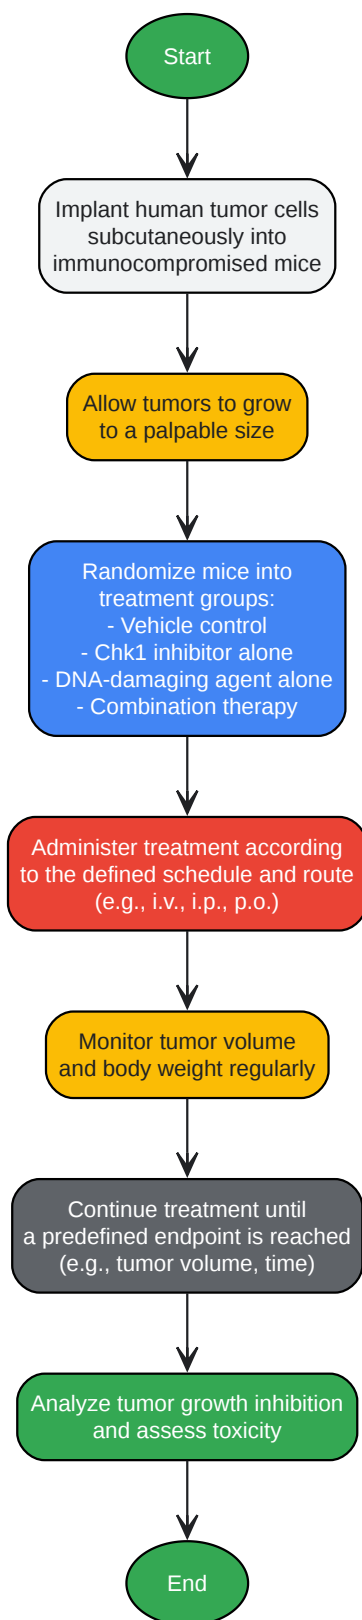 Start
Implant human tumor cells
subcutaneously into
immunocompromised mice
Allow tumors to grow
to a palpable size
Randomize mice into
treatment groups:
- Vehicle control
- Chk1 inhibitor alone
- DNA-damaging agent alone
- Combination therapy
Administer treatment according
to the defined schedule and route
(e.g., i.v., i.p., p.o.)
Monitor tumor volume
and body weight regularly
Continue treatment until
a predefined endpoint is reached
(e.g., tumor volume, time)
Analyze tumor growth inhibition
and assess toxicity
End